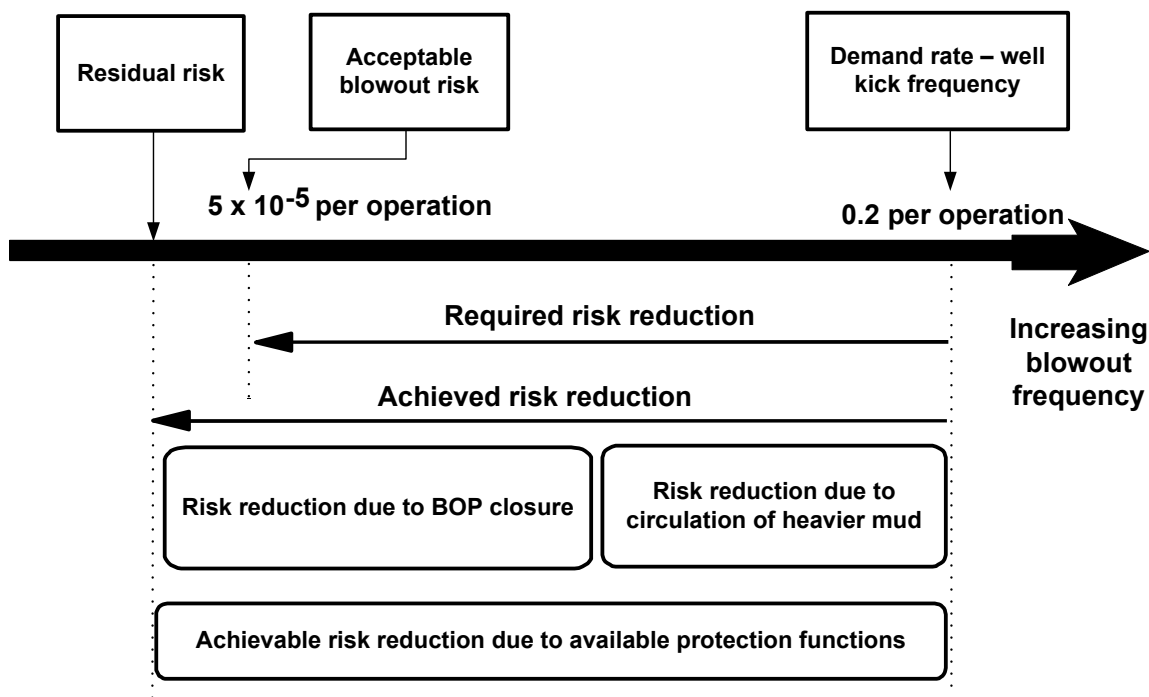 Residual risk
Acceptable
blowout risk
Demand rate – well
kick frequency
5 x 10-5 per operation
0.2 per operation
Required risk reduction
Increasing
blowout
frequency
Achieved risk reduction
Risk reduction due to BOP closure
Risk reduction due to
circulation of heavier mud
Achievable risk reduction due to available protection functions